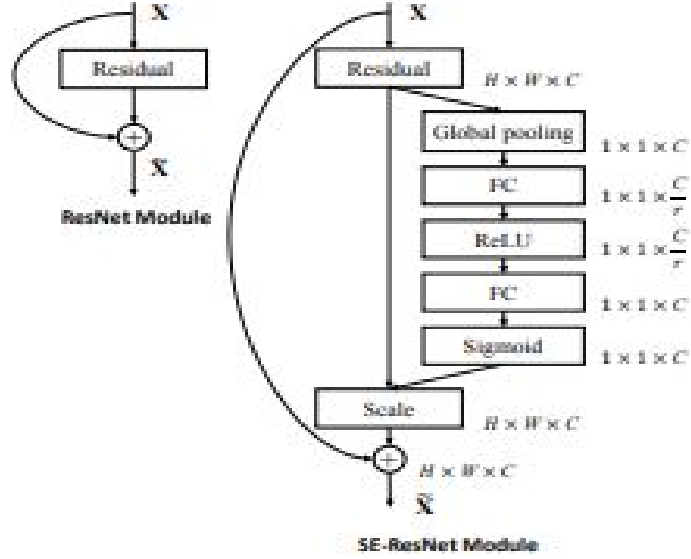 X
Residual
+
X̃
ResNet Module
X
Residual
H × W × C
Global pooling
1 × 1 × C
FC
1 × 1 × C/r
ReLU
1 × 1 × C/r
FC
1 × 1 × C
Sigmoid
1 × 1 × C
Scale
H × W × C
+
H × W × C
X̃
SE-ResNet Module